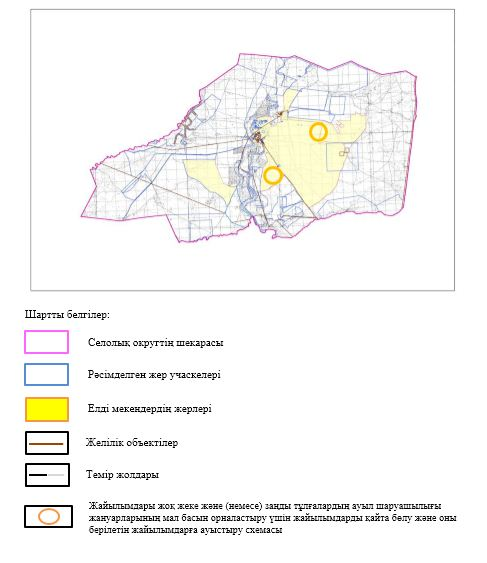 Шартты белгілер:
Селолық округтің шекарасы
Рәсімделген жер учаскелері
Елді мекендердің жерлері
Желілік объектілер
Темір жолдары
Жайылымдары жоқ жеке және (немесе) заңды тұлғалардың ауыл шаруашылығы
жануарларының мал басын орналастыру үшін жайылымдарды қайта бөлу және оны
берілетін жайылымдарға ауыстыру схемасы